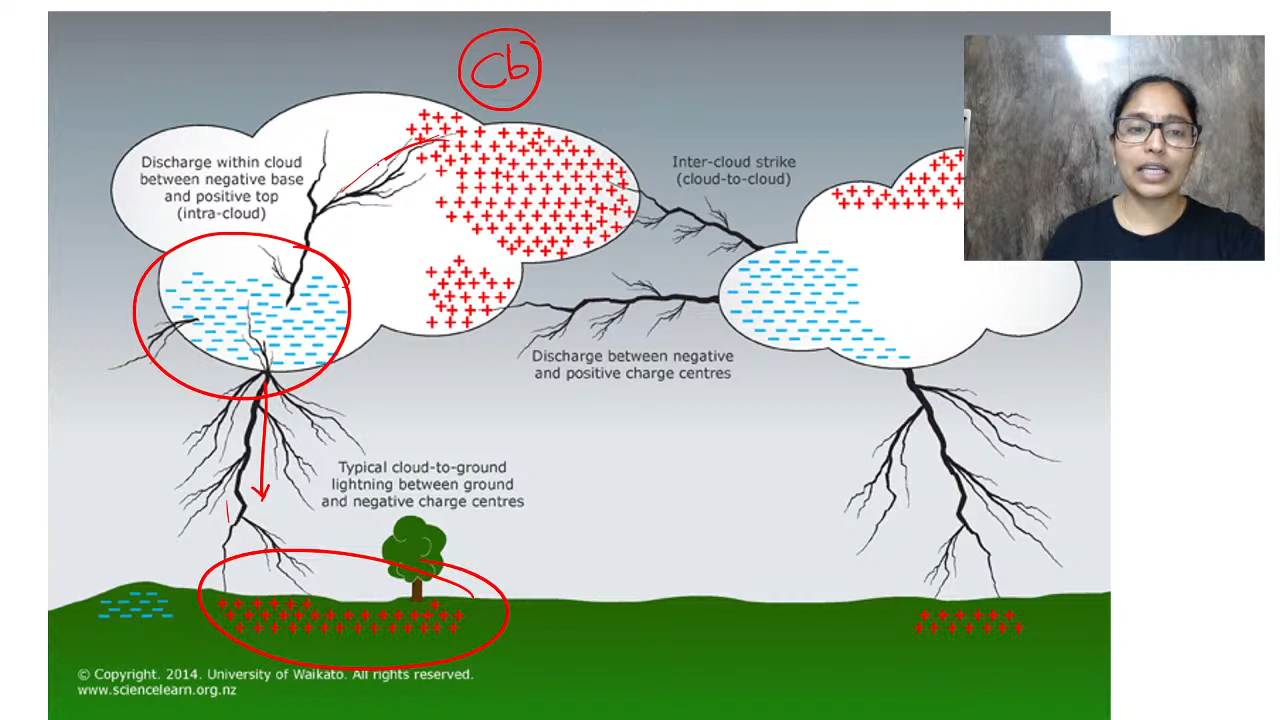 Cb
Discharge within cloud
between negative base
and positive top
(intra-cloud)
Inter-cloud strike
(cloud-to-cloud)
Discharge between negative
and positive charge centres
Typical cloud-to-ground
lightning between ground
and negative charge centres
© Copyright. 2014. University of Waikato. All rights reserved.
www.sciencelearn.org.nz